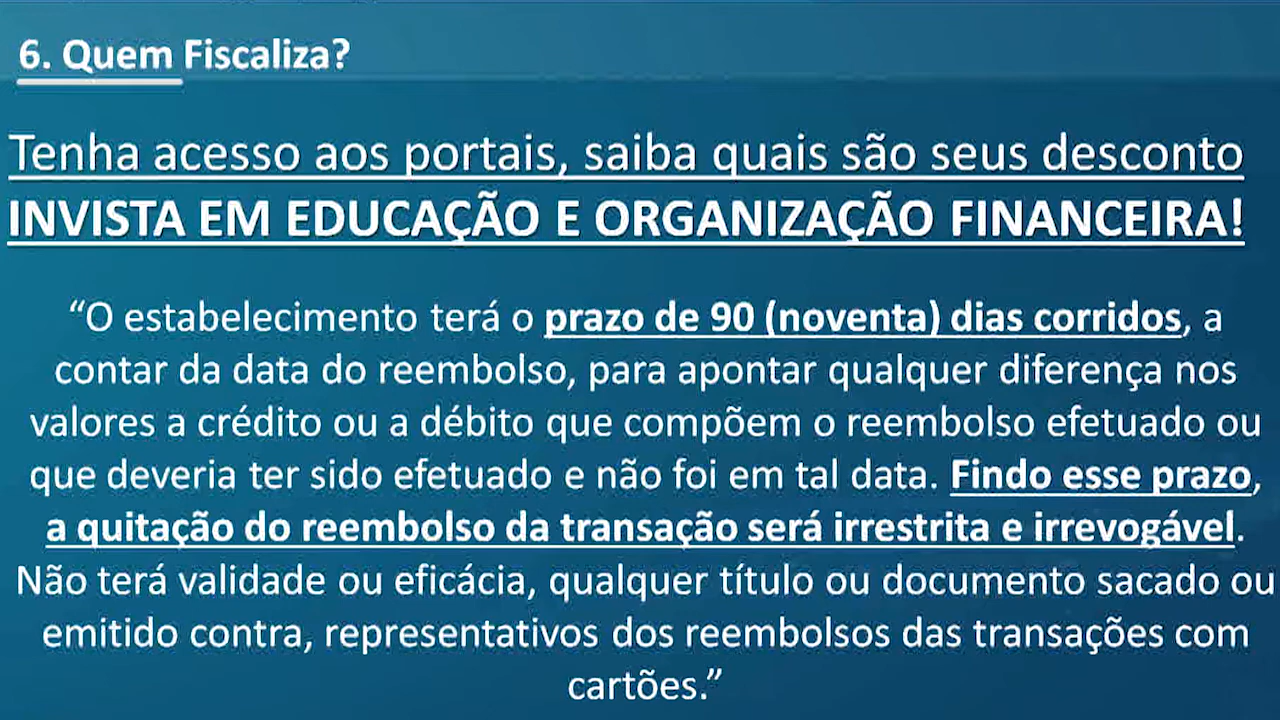 6. Quem Fiscaliza?
Tenha acesso aos portais, saiba quais são seus desconto
INVISTA EM EDUCAÇÃO E ORGANIZAÇÃO FINANCEIRA!
“O estabelecimento terá o prazo de 90 (noventa) dias corridos, a
contar da data do reembolso, para apontar qualquer diferença nos
valores a crédito ou a débito que compõem o reembolso efetuado ou
que deveria ter sido efetuado e não foi em tal data. Findo esse prazo,
a quitação do reembolso da transação será irrestrita e irrevogável.
Não terá validade ou eficácia, qualquer título ou documento sacado ou
emitido contra, representativos dos reembolsos das transações com
cartões.”